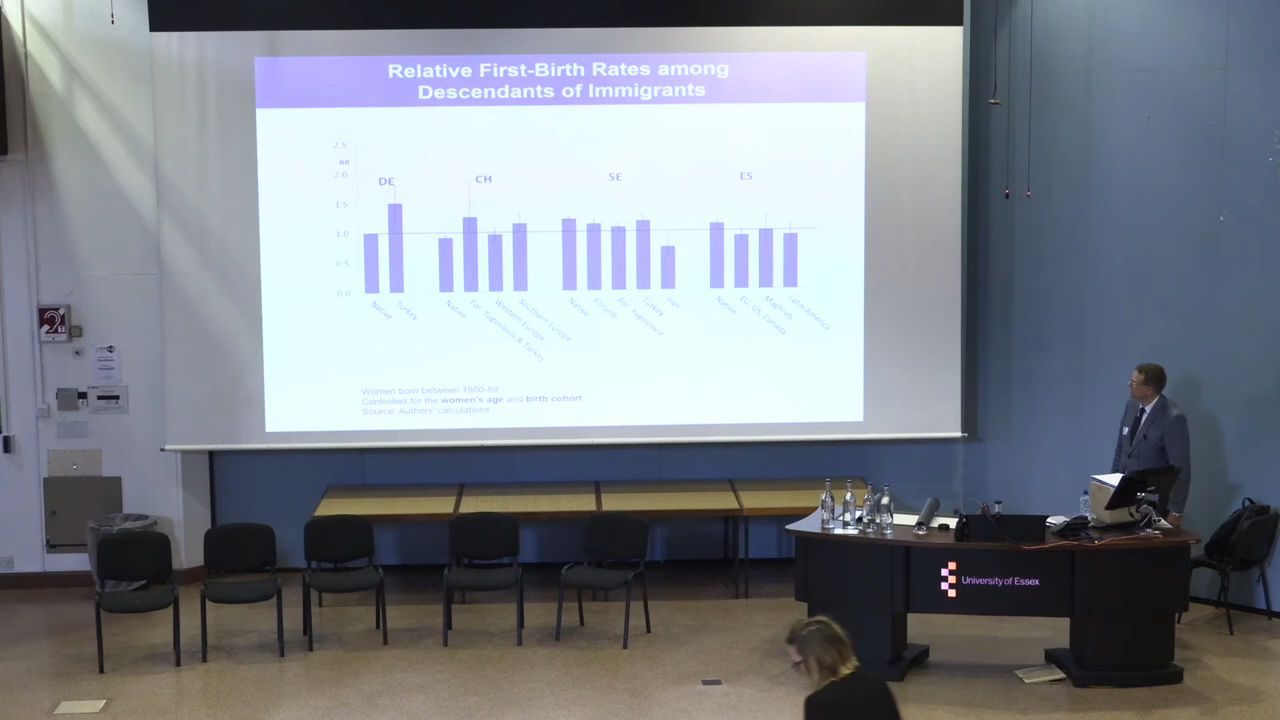 Relative First-Birth Rates among
Descendants of Immigrants
2.5
RR
2.0
1.5
1.0
0.5
0.0
DE
CH
SE
ES
Native
Turkey
Native
For. Yugoslavia & Turkey
Western Europe
Southern Europe
Native
Finland
For. Yugoslavia
Turkey
Iran
Native
EU, US, Canada
Maghreb
Latin America
Women born between 1950-89
Controlled for the women's age and birth cohort
Source: Authors' calculations
University of Essex